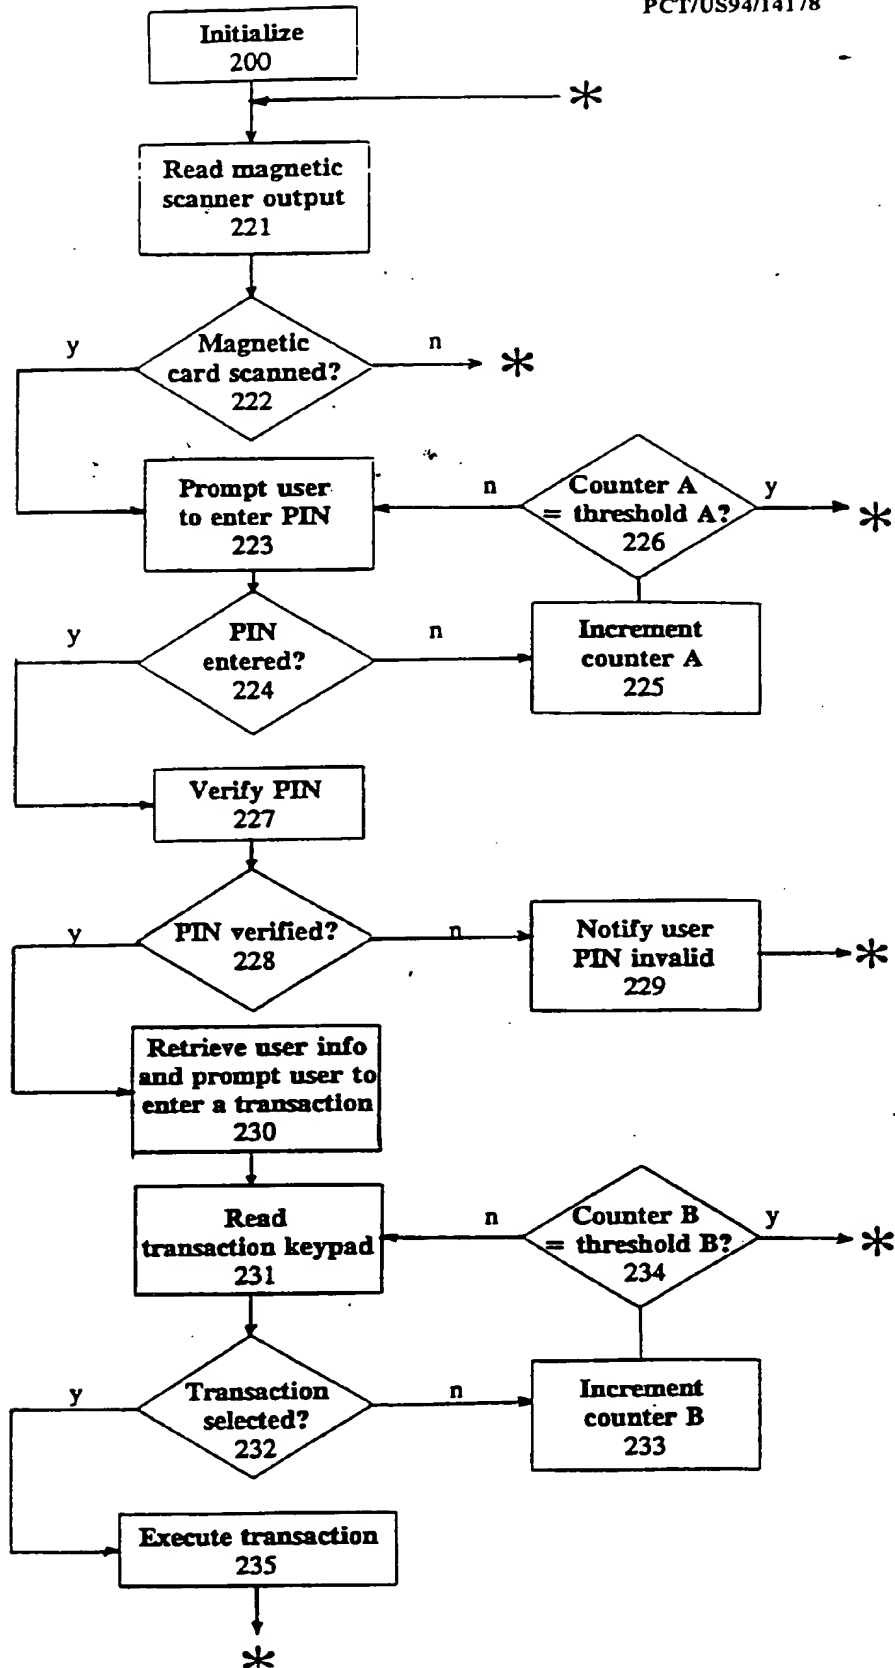 PCT/US94/14178
Initialize
200
*
Read magnetic
scanner output
221
y
Magnetic
card scanned?
222
n
*
Prompt user
to enter PIN
223
n
Counter A
= threshold A?
226
y
*
y
PIN
entered?
224
n
Increment
counter A
225
Verify PIN
227
y
PIN verified?
228
n
Notify user
PIN invalid
229
*
Retrieve user info
and prompt user to
enter a transaction
230
Read
transaction keypad
231
n
Counter B
= threshold B?
234
y
*
y
Transaction
selected?
232
n
Increment
counter B
233
Execute transaction
235
*